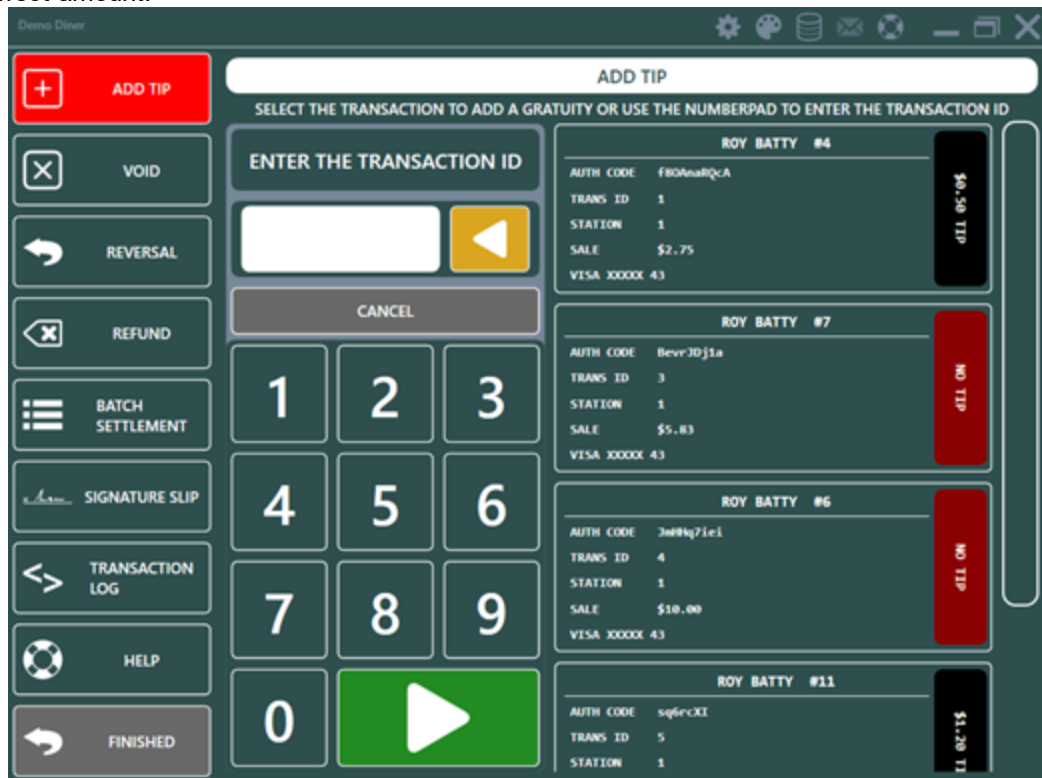 Demo Diner
ADD TIP
VOID
REVERSAL
REFUND
BATCH
SETTLEMENT
SIGNATURE SLIP
TRANSACTION
LOG
HELP
FINISHED
ADD TIP
SELECT THE TRANSACTION TO ADD A GRATUITY OR USE THE NUMBERPAD TO ENTER THE TRANSACTION ID
ENTER THE TRANSACTION ID
CANCEL
1 2 3
4 5 6
7 8 9
0
ROY BATTY #4
AUTH CODE f8OAmaRQcA
TRANS ID 1
STATION 1
SALE $2.75
VISA XXXXX 43
$0.50 TIP
ROY BATTY #7
AUTH CODE BevrJDj1a
TRANS ID 3
STATION 1
SALE $5.83
VISA XXXXX 43
NO TIP
ROY BATTY #6
AUTH CODE
TRANS ID 4
STATION 1
SALE $10.00
VISA XXXXX 43
NO TIP
ROY BATTY #11
AUTH CODE sq6rcXI
TRANS ID 5
STATION 1
$1.20 TI